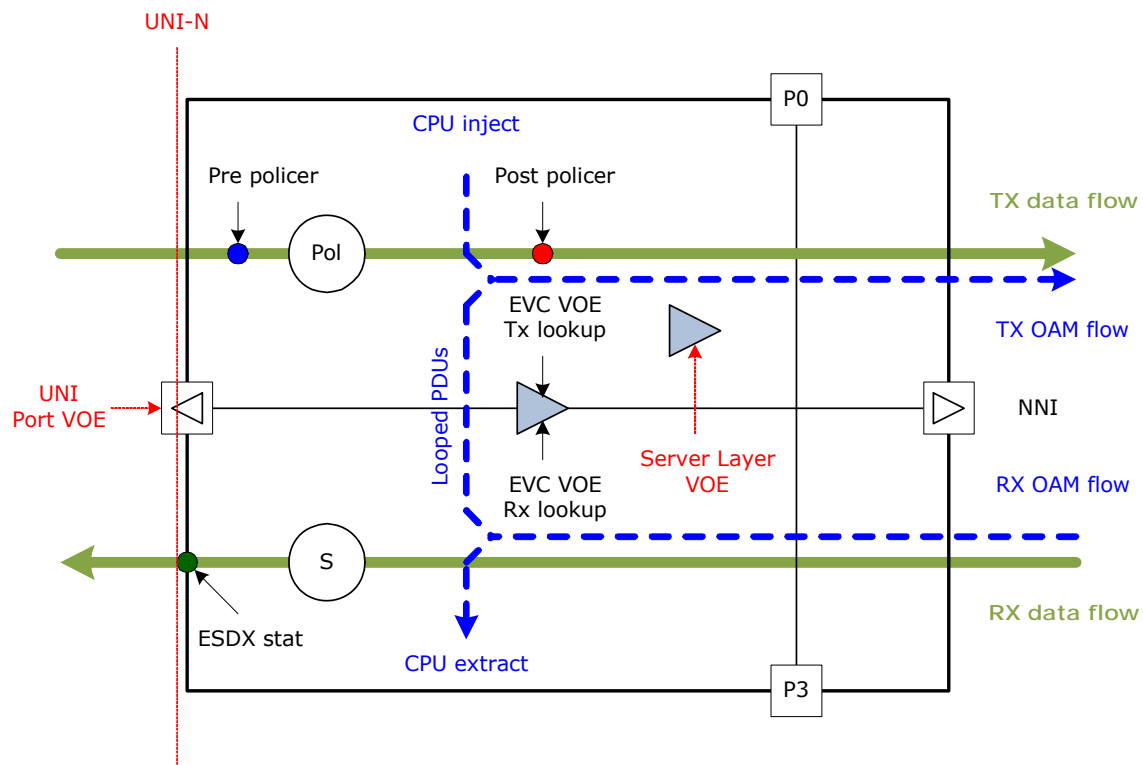 UNI-N
P0
CPU inject
Pre policer
Post policer
TX data flow
Pol
EVC VOE
Tx lookup
TX OAM flow
Looped PDUs
UNI
Port VOE
NNI
Server Layer
VOE
EVC VOE
Rx lookup
RX OAM flow
S
ESDX stat
RX data flow
CPU extract
P3